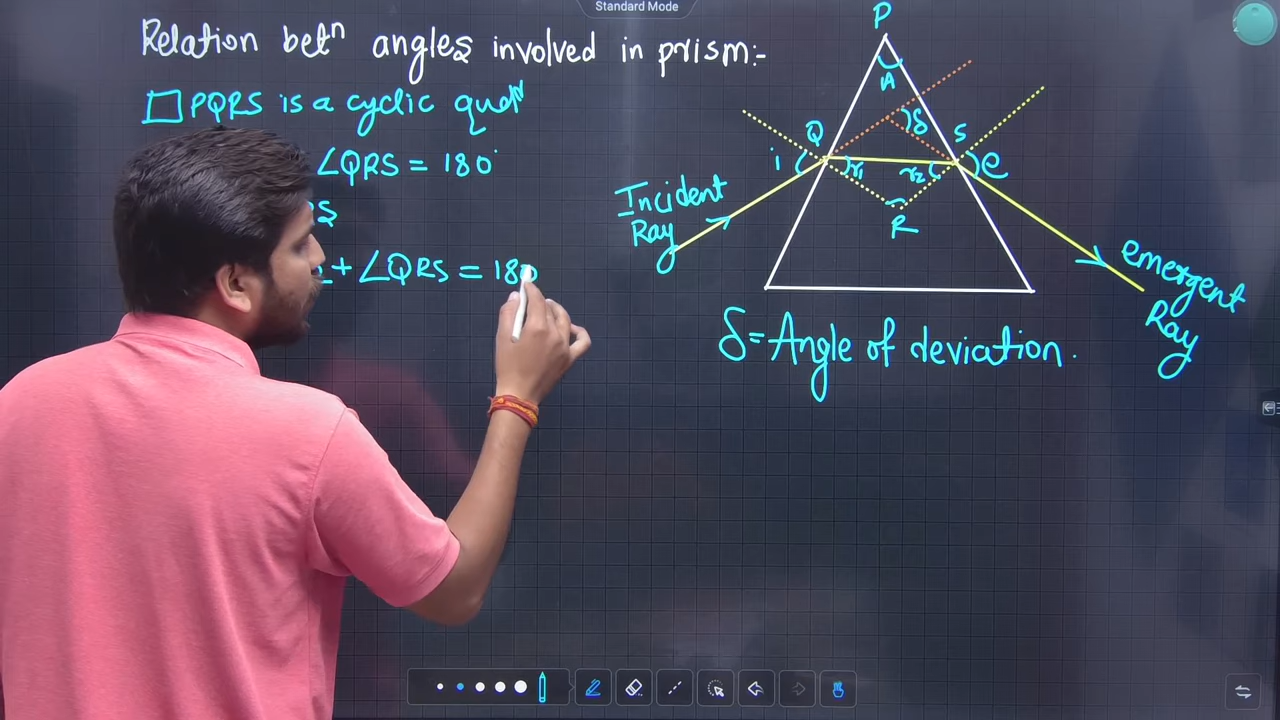 Standard Mode
Relation betⁿ angles involved in prism:-
□PQRS is a cyclic quadˡ
∠QRS = 180°
+ ∠QRS = 180
P
A
δ
Q
S
i
r₁
r₂
e
R
Incident
Ray
emergent
Ray
δ = Angle of deviation.